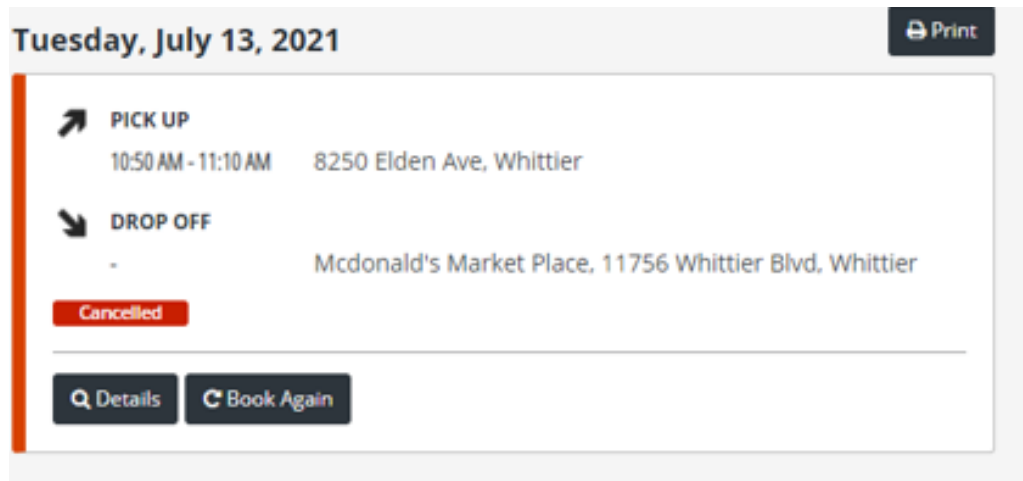 Tuesday, July 13, 2021
Print
PICK UP
10:50 AM - 11:10 AM 8250 Elden Ave, Whittier
DROP OFF
- Mcdonald's Market Place, 11756 Whittier Blvd, Whittier
Cancelled
Details
Book Again